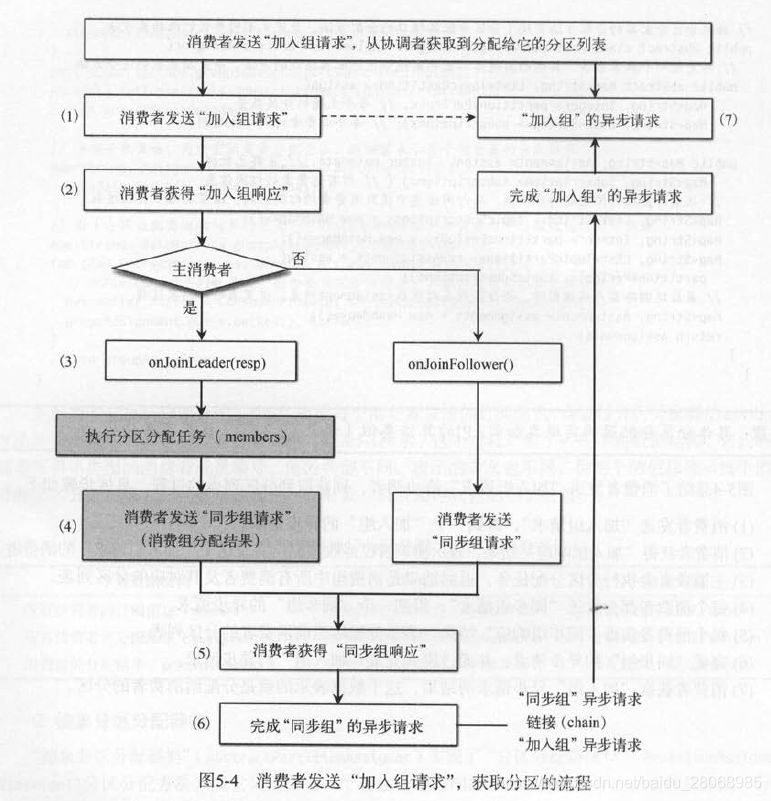 消费者发送“加入组请求”，从协调者获取到分配给它的分区列表
(1)
消费者发送“加入组请求”
“加入组”的异步请求
(7)
(2)
消费者获得“加入组响应”
完成“加入组”的异步请求
主消费者
否
是
(3)
onJoinLeader(resp)
onJoinFollower()
执行分区分配任务（members）
(4)
消费者发送“同步组请求”
(消费组分配结果)
消费者发送
“同步组请求”
(5)
消费者获得“同步组响应”
(6)
完成“同步组”的异步请求
“同步组”异步请求
链接（chain）
“加入组”异步请求
图5-4 消费者发送“加入组请求”，获取分区的流程
dn.net/baidu_28068985